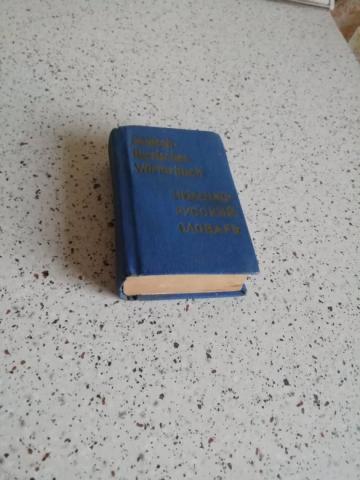 Deutsch-
Russisches
Wörterbuch
НЕМЕЦКО-
РУССКИЙ
СЛОВАРЬ